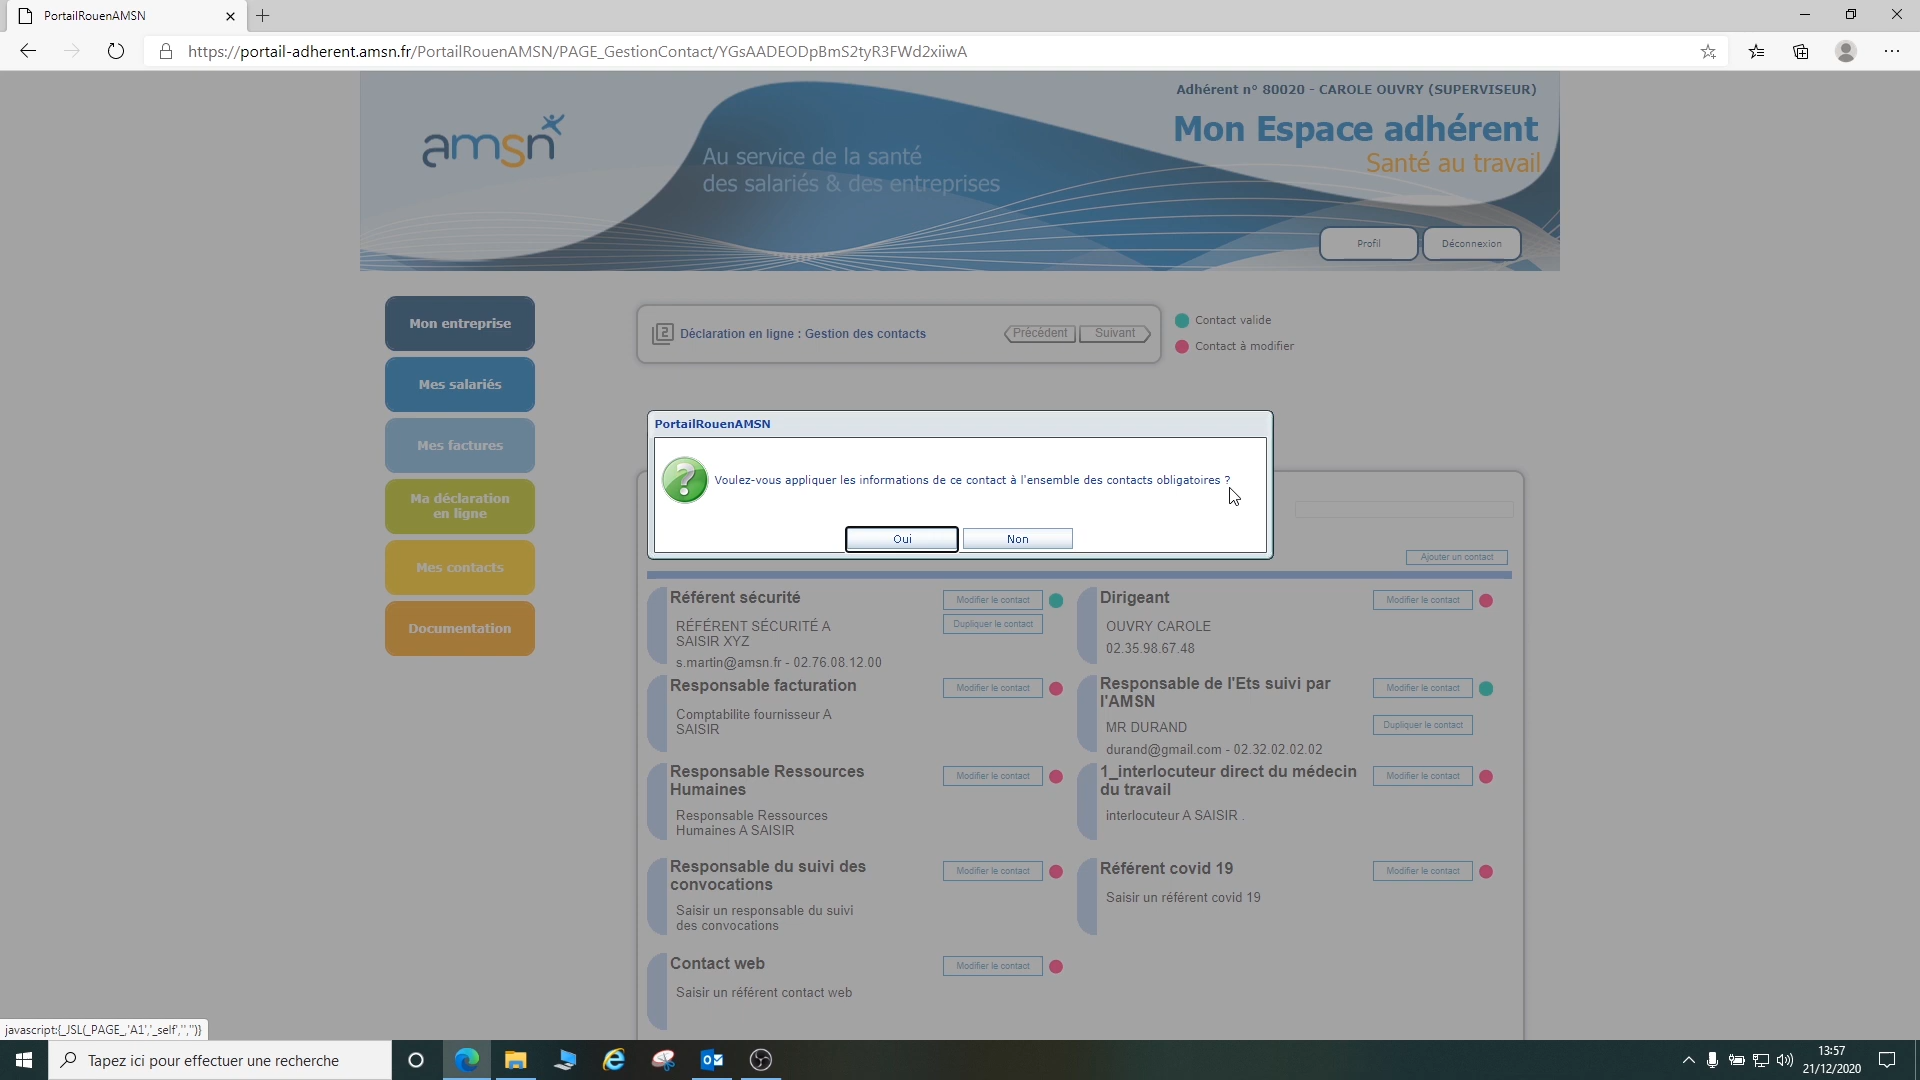 PortailRouenAMSN
https://portail-adherent.amsn.fr/PortailRouenAMSN/PAGE_GestionContact/YGsAADEODpBmS2tyR3FWd2xiiwA
Adhérent n° 80020 - CAROLE OUVRY (SUPERVISEUR)
amsn
Mon Espace adhérent
Santé au travail
Au service de la santé
des salariés & des entreprises
Profil
Déconnexion
Mon entreprise
Mes salariés
Mes factures
Ma déclaration
en ligne
Mes contacts
Documentation
2 Déclaration en ligne : Gestion des contacts
Précédent
Suivant
Contact valide
Contact à modifier
PortailRouenAMSN
Voulez-vous appliquer les informations de ce contact à l'ensemble des contacts obligatoires ?
Oui
Non
Ajouter un contact
Référent sécurité
Modifier le contact
Dupliquer le contact
RÉFÉRENT SÉCURITÉ A
SAISIR XYZ
s.martin@amsn.fr - 02.76.08.12.00
Dirigeant
Modifier le contact
OUVRY CAROLE
02.35.98.67.48
Responsable facturation
Modifier le contact
Comptabilite fournisseur A
SAISIR
Responsable de l'Ets suivi par
l'AMSN
Modifier le contact
Dupliquer le contact
MR DURAND
durand@gmail.com - 02.32.02.02.02
Responsable Ressources
Humaines
Modifier le contact
Responsable Ressources
Humaines A SAISIR
1_interlocuteur direct du médecin
du travail
Modifier le contact
interlocuteur A SAISIR .
Responsable du suivi des
convocations
Modifier le contact
Saisir un responsable du suivi
des convocations
Référent covid 19
Modifier le contact
Saisir un référent covid 19
Contact web
Modifier le contact
Saisir un référent contact web
javascript:{_JSL(_PAGE_,'A1','_self','','')}
Tapez ici pour effectuer une recherche
13:57
21/12/2020